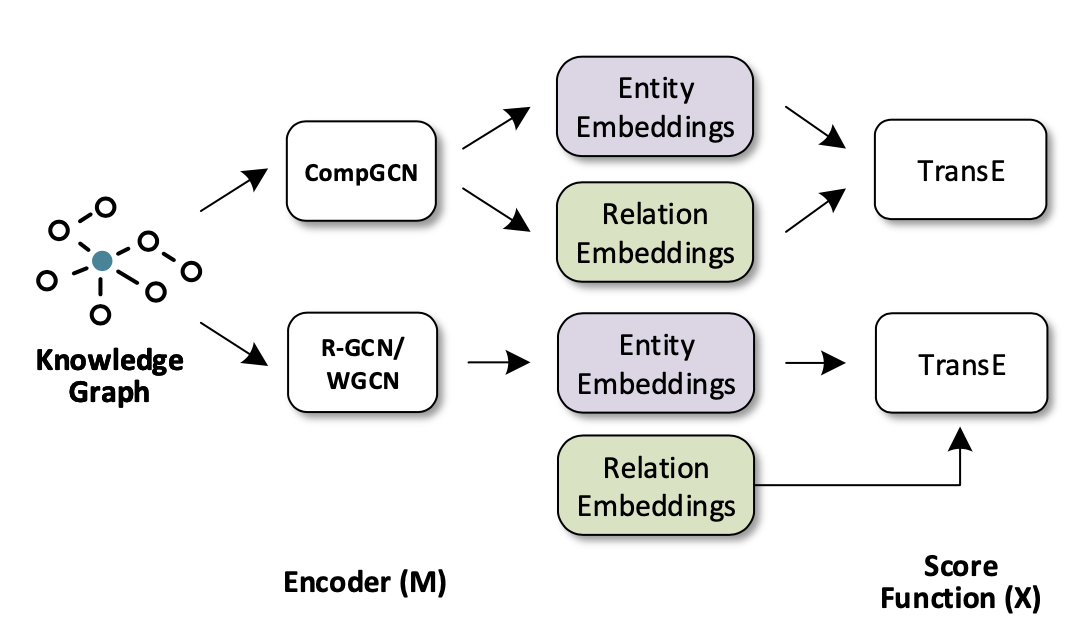 Entity
Embeddings
CompGCN
TransE
Relation
Embeddings
Knowledge
Graph
R-GCN/
WGCN
Entity
Embeddings
TransE
Relation
Embeddings
Encoder (M)
Score
Function (X)